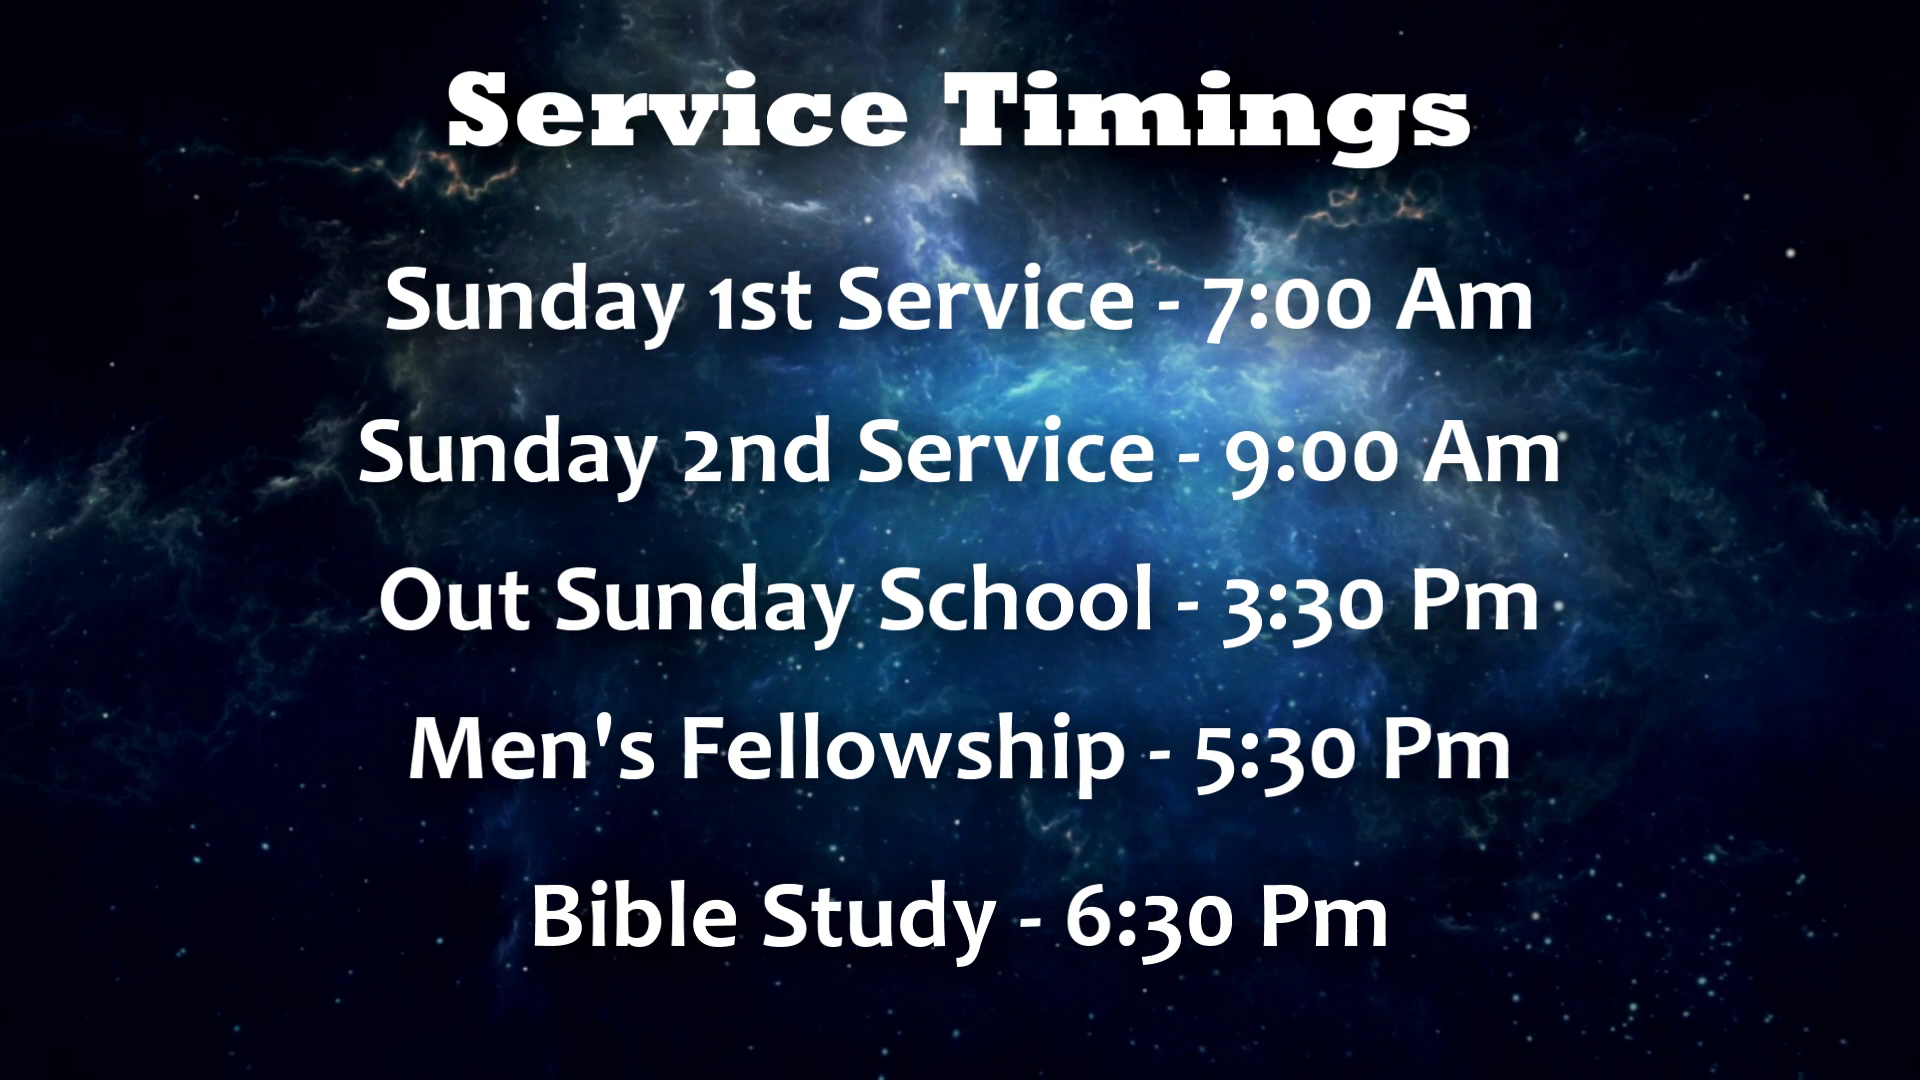 Service Timings
Sunday 1st Service - 7:00 Am
Sunday 2nd Service - 9:00 Am
Out Sunday School - 3:30 Pm
Men's Fellowship - 5:30 Pm
Bible Study - 6:30 Pm